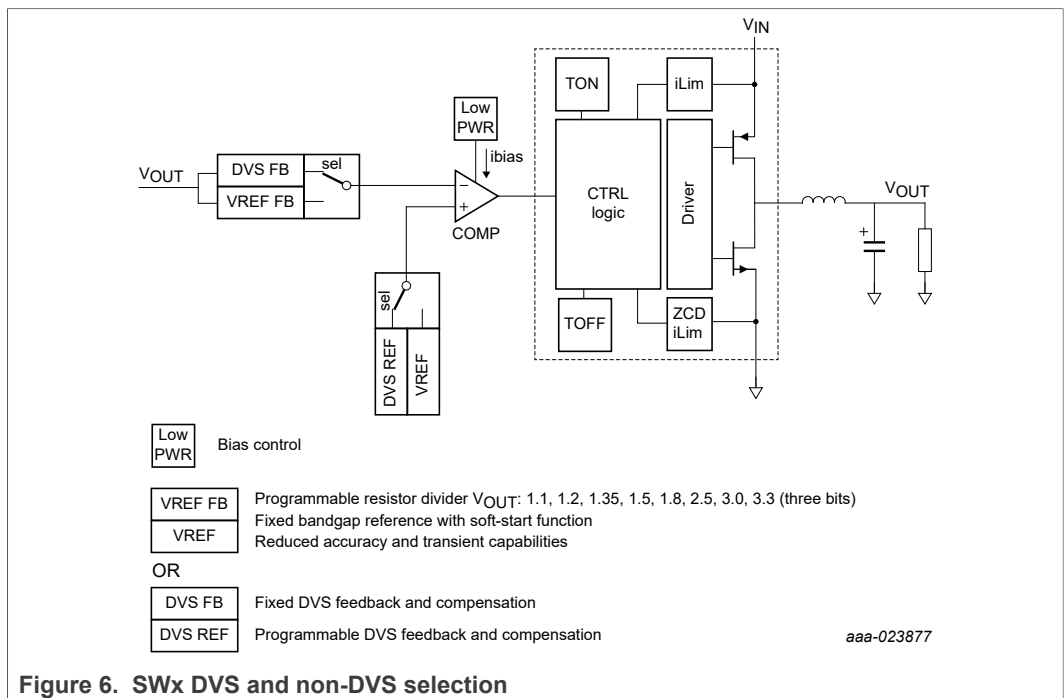 VIN
TON
iLim
Low
PWR
ibias
sel
DVS FB
VOUT
VREF FB
−
+
COMP
CTRL
logic
Driver
VOUT
+
sel
DVS REF
VREF
TOFF
ZCD
iLim
Low
PWR
Bias control
VREF FB
Programmable resistor divider VOUT: 1.1, 1.2, 1.35, 1.5, 1.8, 2.5, 3.0, 3.3 (three bits)
Fixed bandgap reference with soft-start function
VREF
Reduced accuracy and transient capabilities
OR
DVS FB
Fixed DVS feedback and compensation
DVS REF
Programmable DVS feedback and compensation
aaa-023877
Figure 6. SWx DVS and non-DVS selection